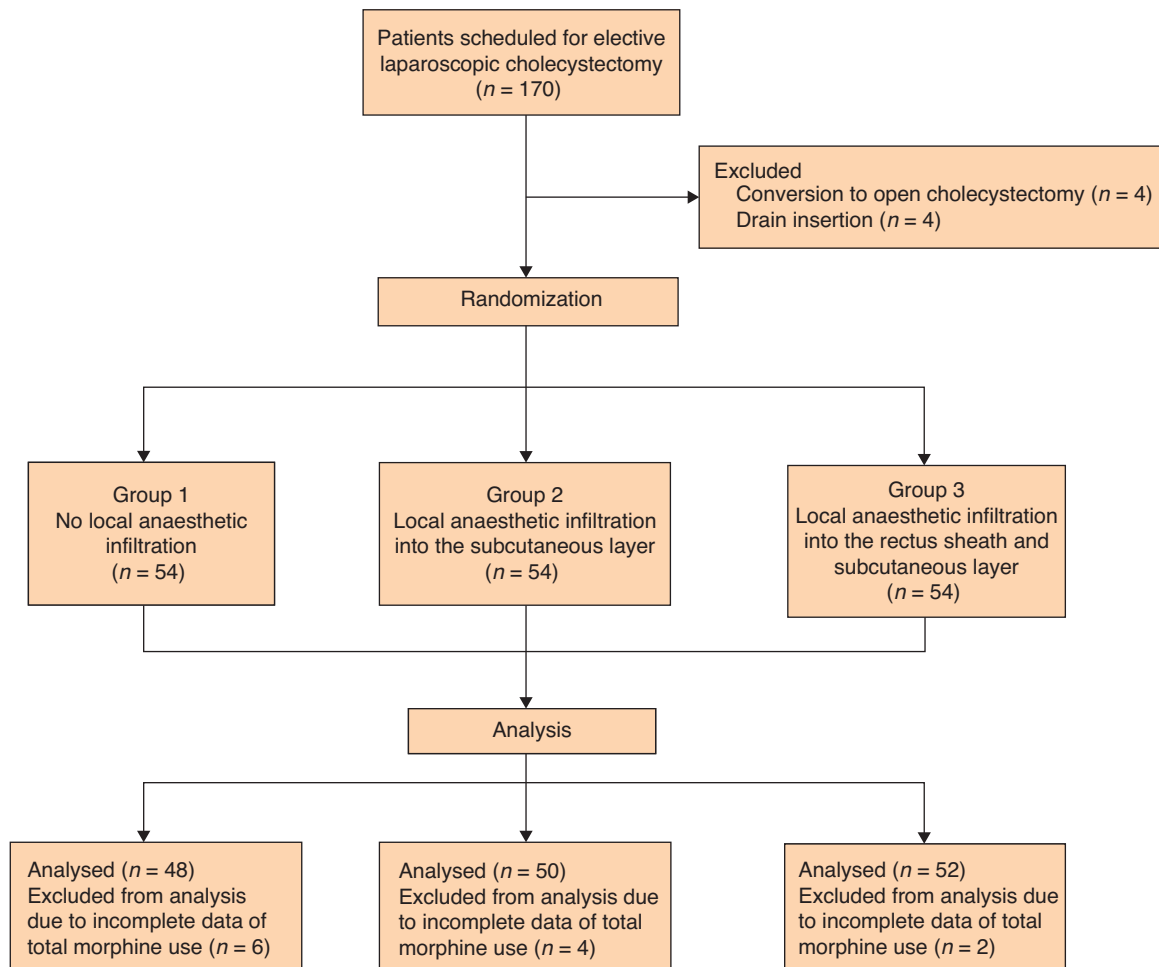 Patients scheduled for elective
laparoscopic cholecystectomy
(n = 170)
Excluded
Conversion to open cholecystectomy (n = 4)
Drain insertion (n = 4)
Randomization
Group 1
No local anaesthetic
infiltration
(n = 54)
Group 2
Local anaesthetic infiltration
into the subcutaneous layer
(n = 54)
Group 3
Local anaesthetic infiltration
into the rectus sheath and
subcutaneous layer
(n = 54)
Analysis
Analysed (n = 48)
Excluded from analysis
due to incomplete data of
total morphine use (n = 6)
Analysed (n = 50)
Excluded from analysis due
to incomplete data of total
morphine use (n = 4)
Analysed (n = 52)
Excluded from analysis due
to incomplete data of total
morphine use (n = 2)